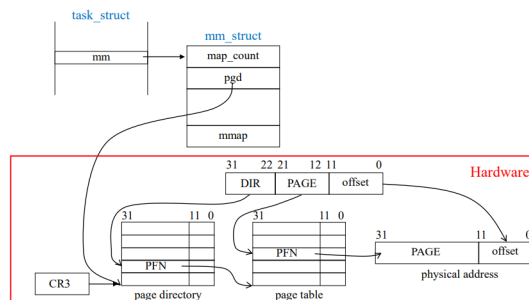 task_struct
mm_struct
mm
map_count
pgd
mmap
Hardware
31 22 21 12 11 0
DIR PAGE offset
31 11 0
31 11 0
31 11 0
PFN
PFN
PAGE offset
CR3
page directory
page table
physical address